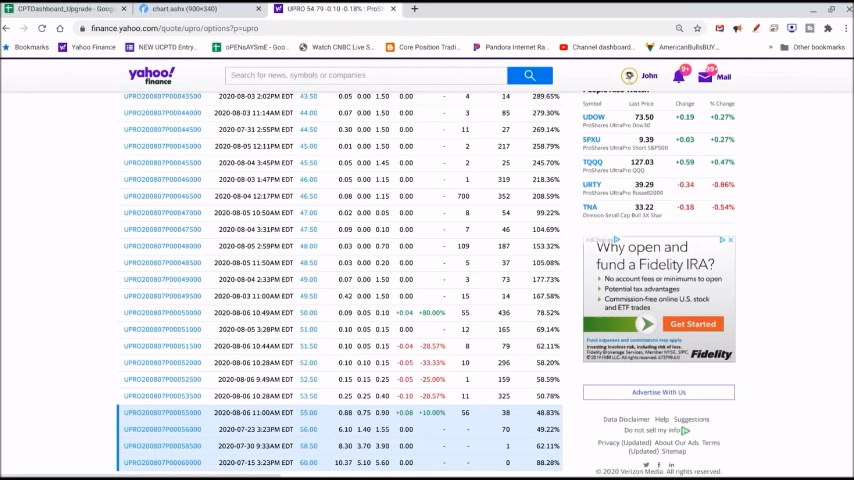 CPTDashboard_Upgrade - Goog
chart ashv (900×340)
UPRO 54.79 -0.10 -0.18% | ProSh
finance.yahoo.com/quote/upro/options?p=upro
Bookmarks Yahoo Finance NEW UCPTD ENTRY... oPENSeAYSmE - Goo... Watch CNBC Live S... Core Position Tradi... Pandora Internet Ra... Channel dashboard... AmericanBullsBUY... » Other bookmarks
yahoo! finance
Search for news, symbols or companies
John 9+ 29+ Mail
UPRO200807P00043500 2020-08-03 2:02PM EDT 43.50 0.05 0.00 1.50 0.00 - 4 14 289.65%
UPRO200807P00044000 2020-08-03 11:14AM EDT 44.00 0.07 0.00 1.50 0.00 - 3 85 279.30%
UPRO200807P00044500 2020-07-31 2:55PM EDT 44.50 0.30 0.00 1.50 0.00 - 11 27 269.14%
UPRO200807P00045000 2020-08-05 12:11PM EDT 45.00 0.01 0.00 1.50 0.00 - 2 217 258.79%
UPRO200807P00045500 2020-08-04 3:45PM EDT 45.50 0.05 0.00 1.45 0.00 - 2 25 245.70%
UPRO200807P00046000 2020-08-03 1:47PM EDT 46.00 0.05 0.00 1.15 0.00 - 1 319 218.36%
UPRO200807P00046500 2020-08-04 12:17PM EDT 46.50 0.08 0.00 1.15 0.00 - 700 352 208.59%
UPRO200807P00047000 2020-08-05 10:50AM EDT 47.00 0.02 0.00 0.05 0.00 - 8 54 99.22%
UPRO200807P00047500 2020-08-04 3:31PM EDT 47.50 0.10 0.00 0.10 0.00 - 7 46 104.69%
UPRO200807P00048000 2020-08-05 2:59PM EDT 48.00 0.03 0.00 0.70 0.00 - 109 187 153.32%
UPRO200807P00048500 2020-08-05 11:50AM EDT 48.50 0.03 0.00 0.20 0.00 - 5 37 105.08%
UPRO200807P00049000 2020-08-04 2:33PM EDT 49.00 0.07 0.00 1.40 0.00 - 3 73 177.73%
UPRO200807P00049500 2020-08-03 11:00AM EDT 49.50 0.42 0.00 1.50 0.00 - 15 14 167.58%
UPRO200807P00050000 2020-08-06 10:49AM EDT 50.00 0.09 0.05 0.10 +0.04 +80.00% 55 436 78.52%
UPRO200807P00051000 2020-08-05 3:28PM EDT 51.00 0.10 0.05 0.15 0.00 - 12 165 69.14%
UPRO200807P00051500 2020-08-06 10:44AM EDT 51.50 0.10 0.05 0.15 -0.04 -28.57% 8 79 62.11%
UPRO200807P00052000 2020-08-06 10:28AM EDT 52.00 0.10 0.10 0.15 -0.05 -33.33% 10 296 58.20%
UPRO200807P00052500 2020-08-06 9:49AM EDT 52.50 0.15 0.15 0.25 -0.05 -25.00% 1 159 58.59%
UPRO200807P00053500 2020-08-06 10:28AM EDT 53.50 0.25 0.25 0.40 -0.10 -28.57% 11 325 50.78%
UPRO200807P00055000 2020-08-06 11:00AM EDT 55.00 0.88 0.75 0.90 +0.08 +10.00% 56 38 48.83%
UPRO200807P00056000 2020-07-23 3:23PM EDT 56.00 6.10 1.40 1.55 0.00 - - 70 49.22%
UPRO200807P00058500 2020-07-30 9:33AM EDT 58.50 8.30 3.70 3.90 0.00 - - 1 62.11%
UPRO200807P00060000 2020-07-15 3:23PM EDT 60.00 10.37 5.10 5.60 0.00 - - 0 88.28%
People Also Watch
Symbol Last Price Change % Change
UDOW 73.50 +0.19 +0.27%
ProShares UltraPro Dow30
SPXU 9.39 +0.03 +0.27%
ProShares UltraPro Short S&P500
TQQQ 127.03 +0.59 +0.47%
ProShares UltraPro QQQ
URTY 39.29 -0.34 -0.86%
ProShares UltraPro Russell2000
TNA 33.22 -0.18 -0.54%
Direxion Small Cap Bull 3X Shar
AdChoices
Why open and
fund a Fidelity IRA?
No account fees or minimums to open
Potential tax advantages
Commission-free online U.S. stock
and ETF trades
Get Started
Fidelity
Advertise With Us
Data Disclaimer Help Suggestions
Do not sell my info
Privacy (Updated) About Our Ads Terms
(Updated) Sitemap
© 2020 Verizon Media. All rights reserved.